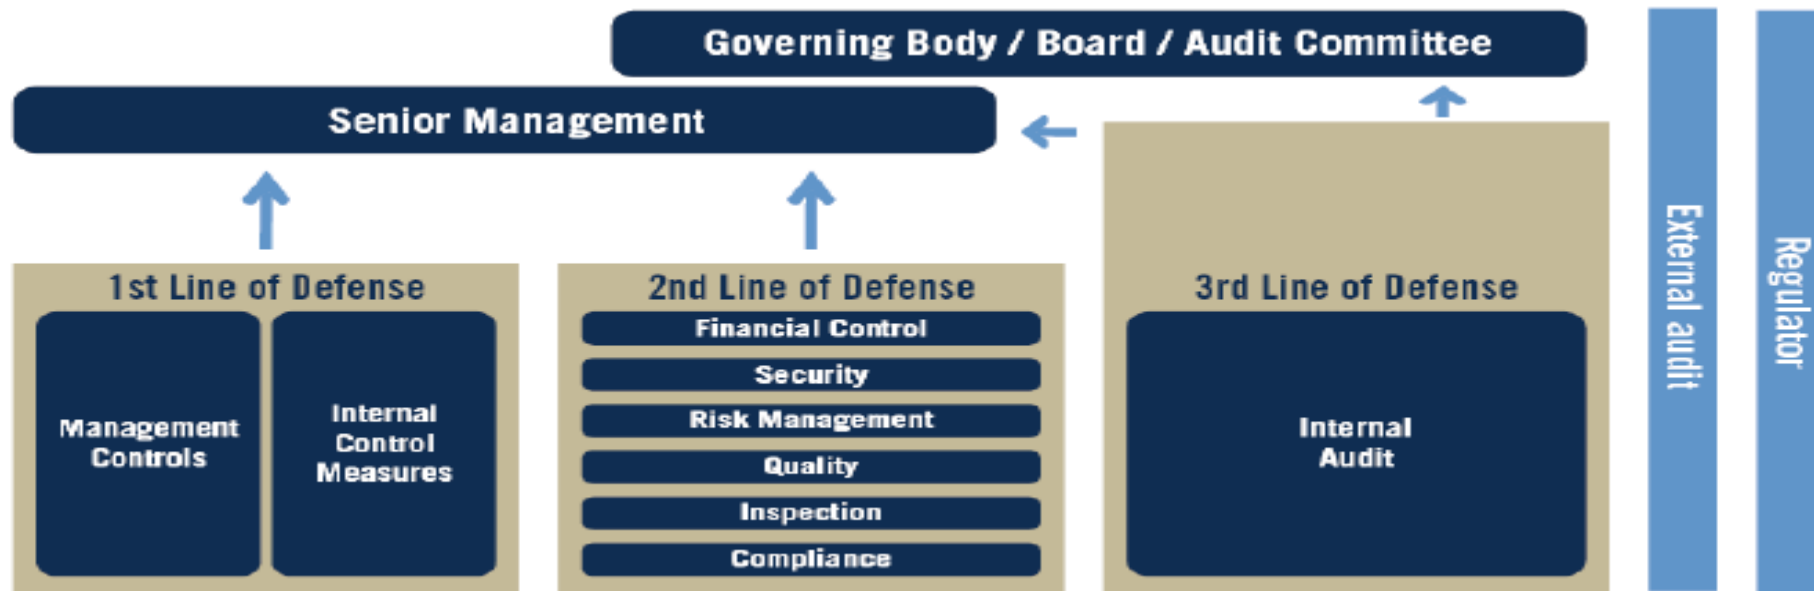 Governing Body / Board / Audit Committee
Senior Management
1st Line of Defense
Management
Controls
Internal
Control
Measures
2nd Line of Defense
Financial Control
Security
Risk Management
Quality
Inspection
Compliance
3rd Line of Defense
Internal
Audit
External audit
Regulator